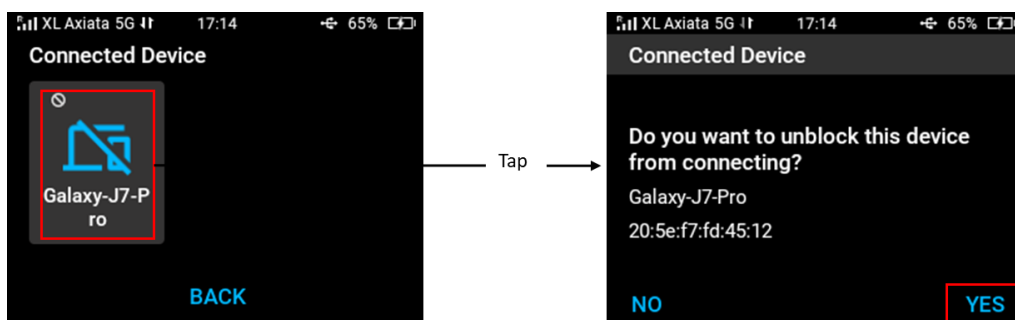 R XL Axiata 5G 17:14 65%
Connected Device
Galaxy-J7-P
ro
BACK
Tap
R XL Axiata 5G 17:14 65%
Connected Device
Do you want to unblock this device
from connecting?
Galaxy-J7-Pro
20:5e:f7:fd:45:12
NO YES